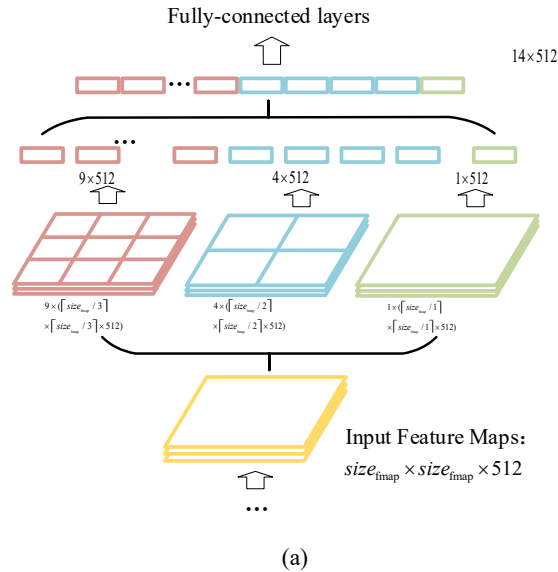 Fully-connected layers
14×512
...
...
9×512
4×512
1×512
9×(⌈size_fmap / 3⌉
×⌈size_fmap / 3⌉×512)
4×(⌈size_fmap / 2⌉
×⌈size_fmap / 2⌉×512)
1×(⌈size_fmap / 1⌉
×⌈size_fmap / 1⌉×512)
Input Feature Maps:
size_fmap × size_fmap × 512
...
(a)